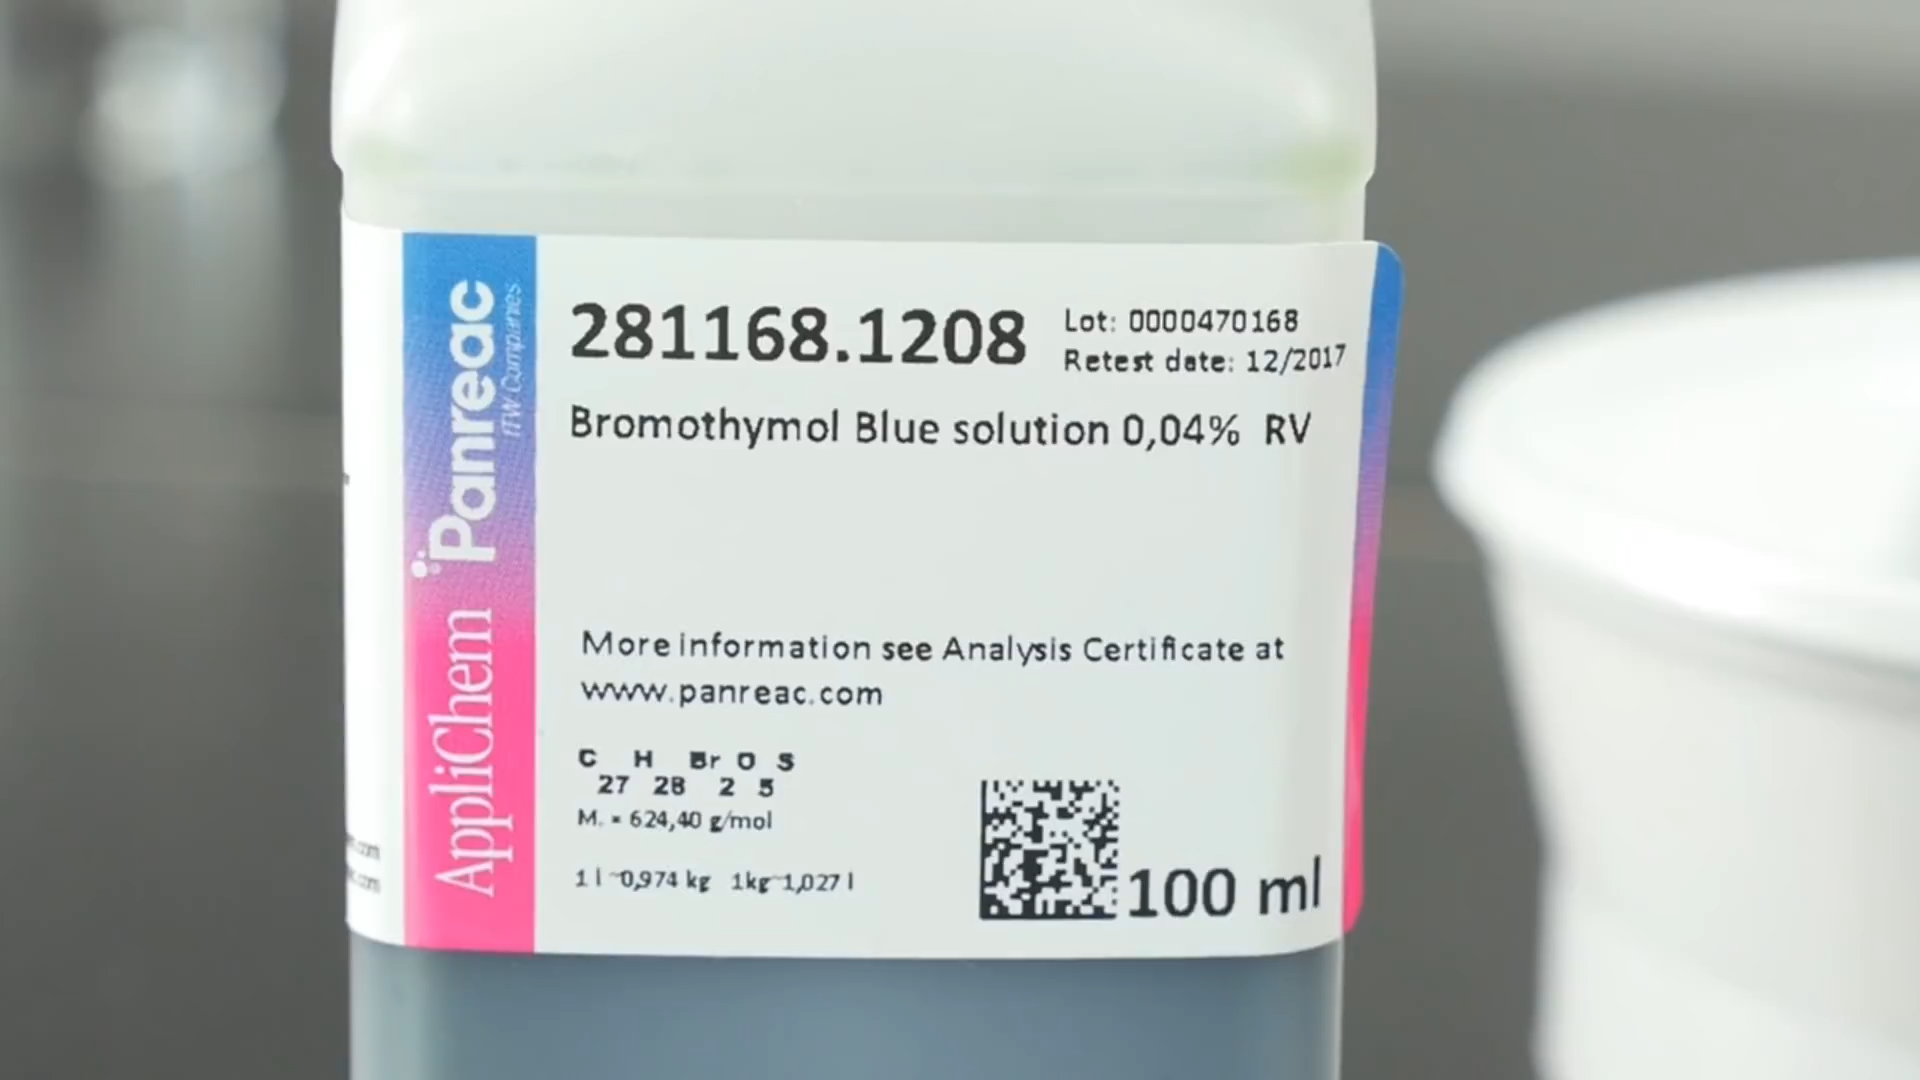 281168.1208
Lot: 0000470168
Retest date: 12/2017
Bromothymol Blue solution 0,04% RV
More information see Analysis Certificate at
www.panreac.com
C H Br O S
27 28 2 5
M. = 624,40 g/mol
1 l ~0,974 kg 1kg~1,027 l
100 ml
AppliChem Panreac
ITW Companies
.com
.com